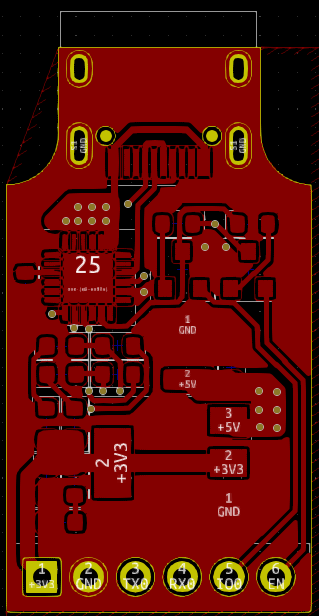 S1
GND
S1
GND
25
1
GND
2
+5V
3
+5V
2
+3V3
2
+3V3
1
GND
1
+3V3
2
GND
3
TX0
4
RX0
5
IO0
6
EN